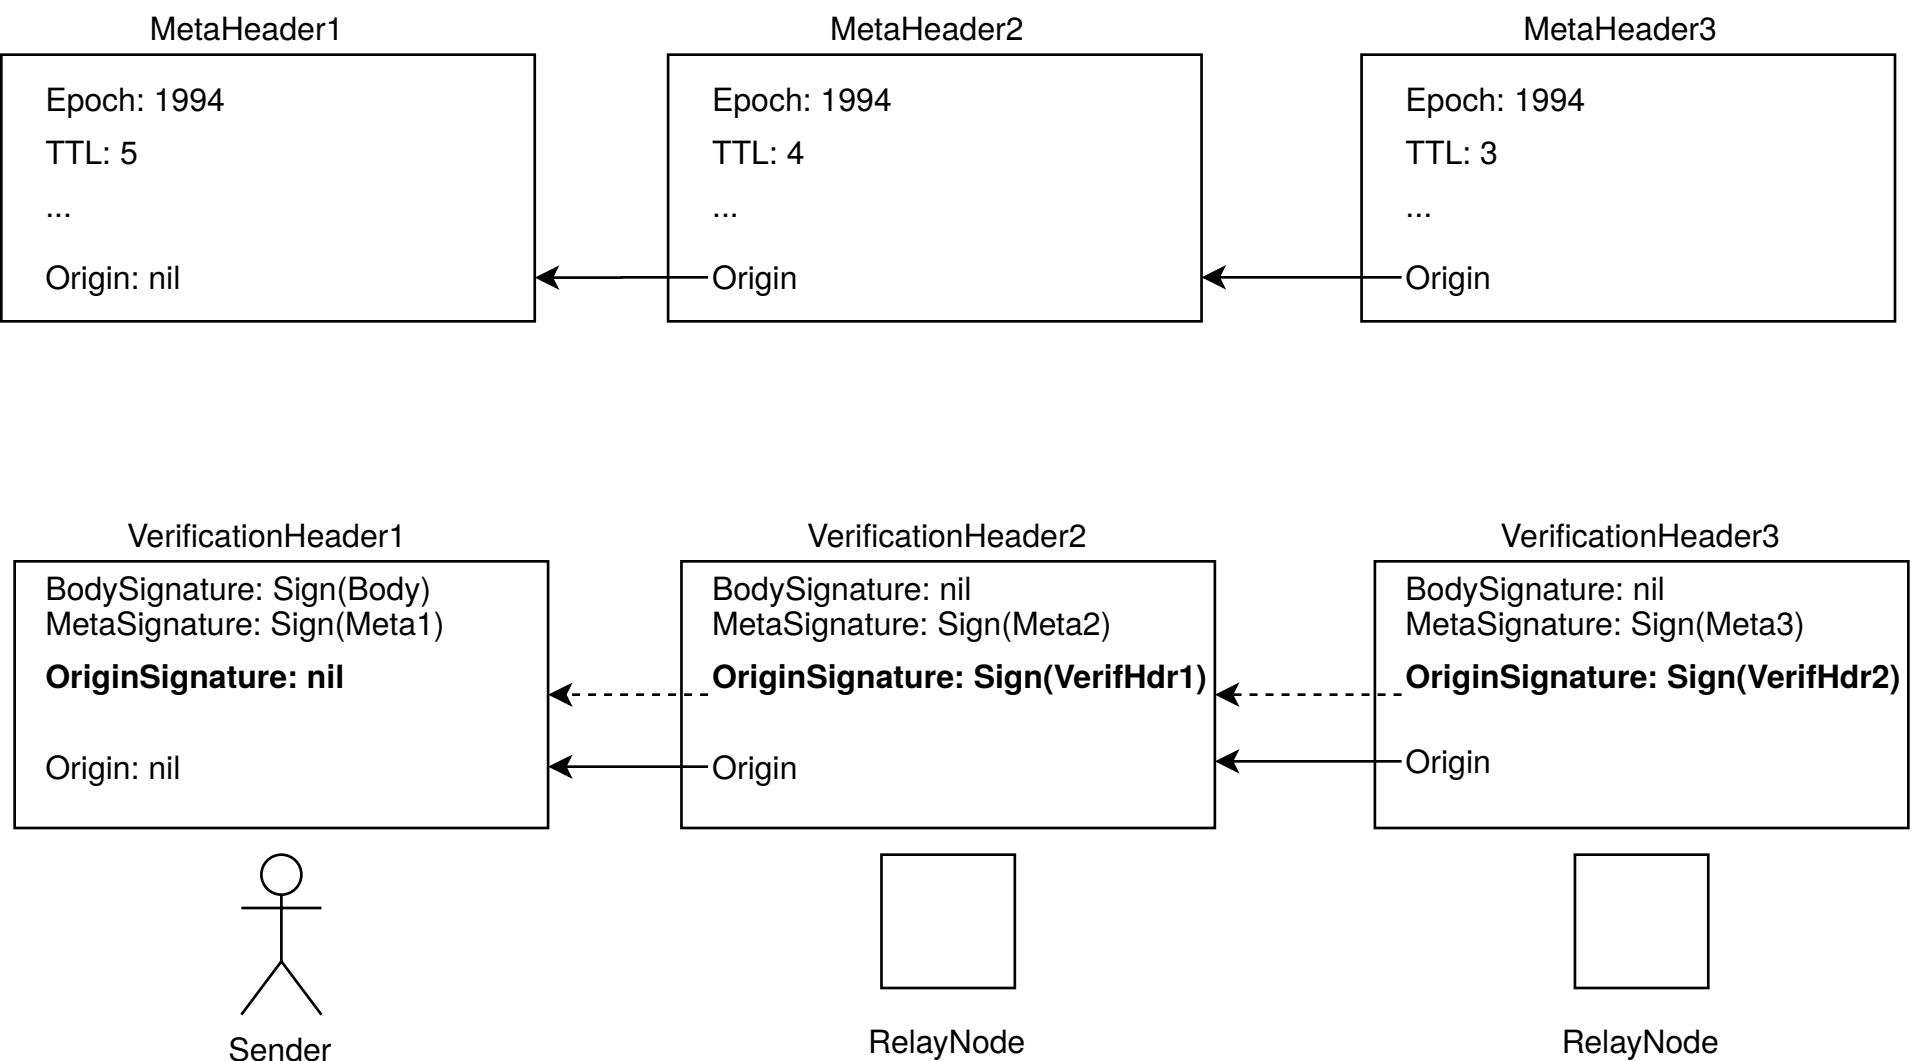 MetaHeader1
Epoch: 1994
TTL: 5
...
Origin: nil
MetaHeader2
Epoch: 1994
TTL: 4
...
Origin
MetaHeader3
Epoch: 1994
TTL: 3
...
Origin
VerificationHeader1
BodySignature: Sign(Body)
MetaSignature: Sign(Meta1)
OriginSignature: nil
Origin: nil
Sender
VerificationHeader2
BodySignature: nil
MetaSignature: Sign(Meta2)
OriginSignature: Sign(VerifHdr1)
Origin
RelayNode
VerificationHeader3
BodySignature: nil
MetaSignature: Sign(Meta3)
OriginSignature: Sign(VerifHdr2)
Origin
RelayNode